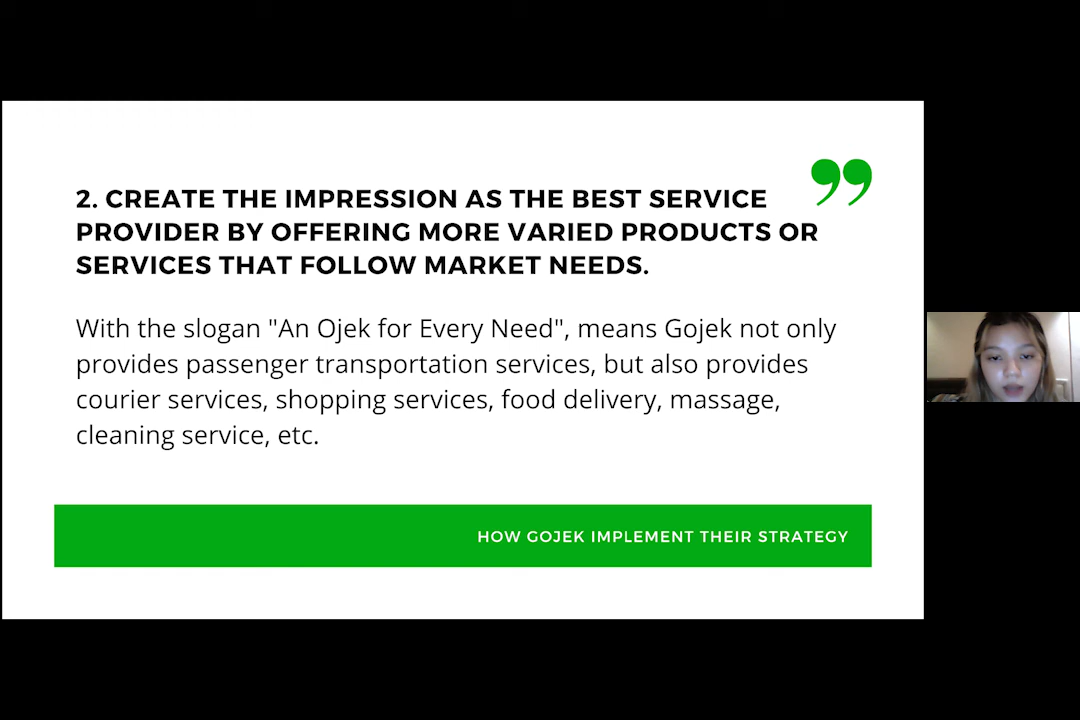 2. CREATE THE IMPRESSION AS THE BEST SERVICE
PROVIDER BY OFFERING MORE VARIED PRODUCTS OR
SERVICES THAT FOLLOW MARKET NEEDS.
With the slogan "An Ojek for Every Need", means Gojek not only
provides passenger transportation services, but also provides
courier services, shopping services, food delivery, massage,
cleaning service, etc.
HOW GOJEK IMPLEMENT THEIR STRATEGY